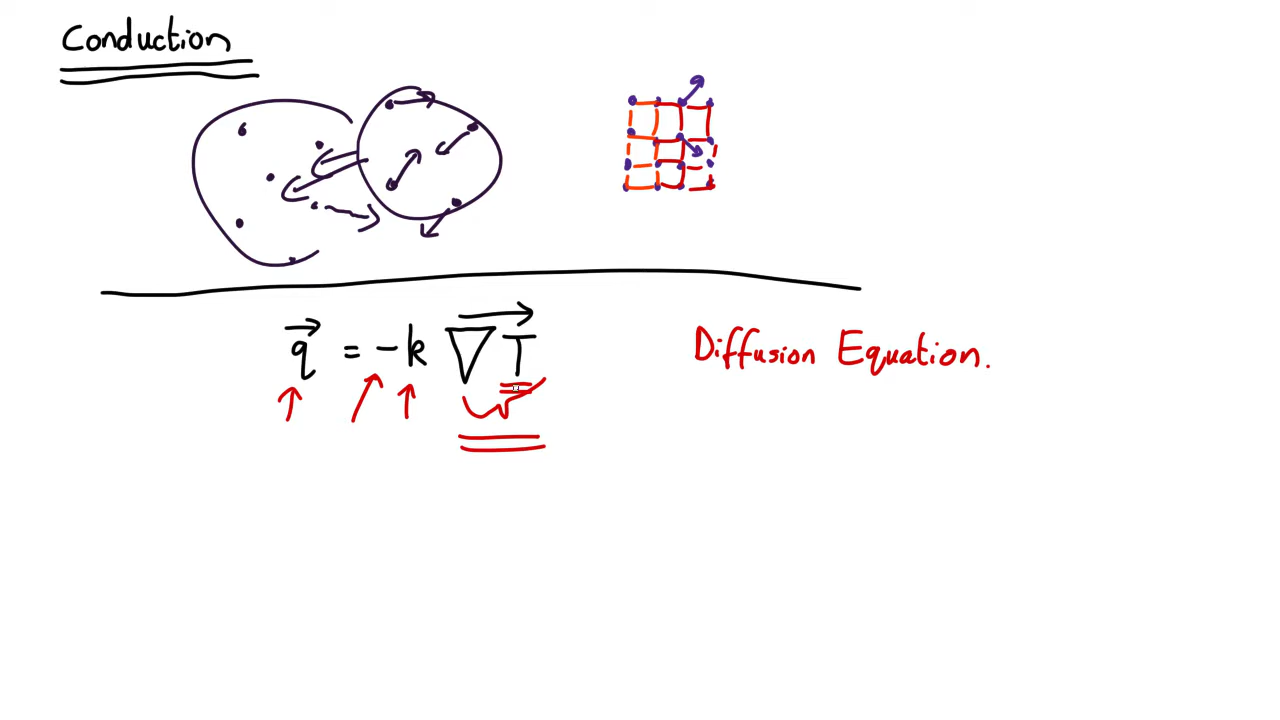 Conduction
q⃗ = -k ∇⃗T
Diffusion Equation.